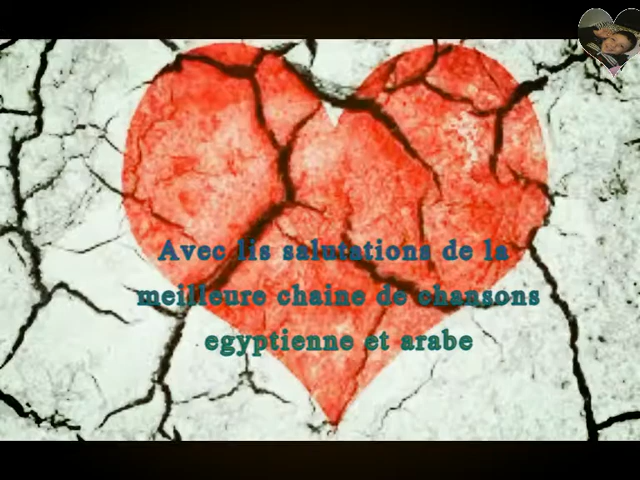 Avec lis salutations de la
meilleure chaine de chansons
egyptienne et arabe